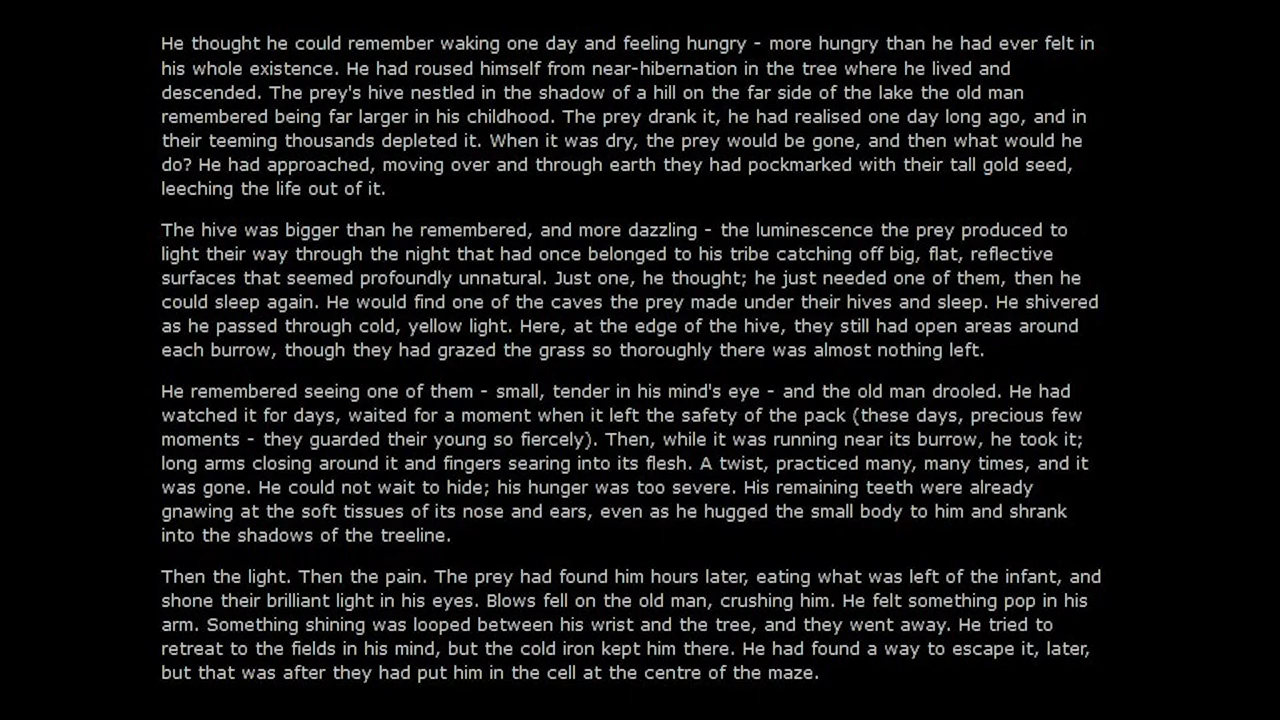 He thought he could remember waking one day and feeling hungry - more hungry than he had ever felt in
his whole existence. He had roused himself from near-hibernation in the tree where he lived and
descended. The prey's hive nestled in the shadow of a hill on the far side of the lake the old man
remembered being far larger in his childhood. The prey drank it, he had realised one day long ago, and in
their teeming thousands depleted it. When it was dry, the prey would be gone, and then what would he
do? He had approached, moving over and through earth they had pockmarked with their tall gold seed,
leeching the life out of it.
The hive was bigger than he remembered, and more dazzling - the luminescence the prey produced to
light their way through the night that had once belonged to his tribe catching off big, flat, reflective
surfaces that seemed profoundly unnatural. Just one, he thought; he just needed one of them, then he
could sleep again. He would find one of the caves the prey made under their hives and sleep. He shivered
as he passed through cold, yellow light. Here, at the edge of the hive, they still had open areas around
each burrow, though they had grazed the grass so thoroughly there was almost nothing left.
He remembered seeing one of them - small, tender in his mind's eye - and the old man drooled. He had
watched it for days, waited for a moment when it left the safety of the pack (these days, precious few
moments - they guarded their young so fiercely). Then, while it was running near its burrow, he took it;
long arms closing around it and fingers searing into its flesh. A twist, practiced many, many times, and it
was gone. He could not wait to hide; his hunger was too severe. His remaining teeth were already
gnawing at the soft tissues of its nose and ears, even as he hugged the small body to him and shrank
into the shadows of the treeline.
Then the light. Then the pain. The prey had found him hours later, eating what was left of the infant, and
shone their brilliant light in his eyes. Blows fell on the old man, crushing him. He felt something pop in his
arm. Something shining was looped between his wrist and the tree, and they went away. He tried to
retreat to the fields in his mind, but the cold iron kept him there. He had found a way to escape it, later,
but that was after they had put him in the cell at the centre of the maze.